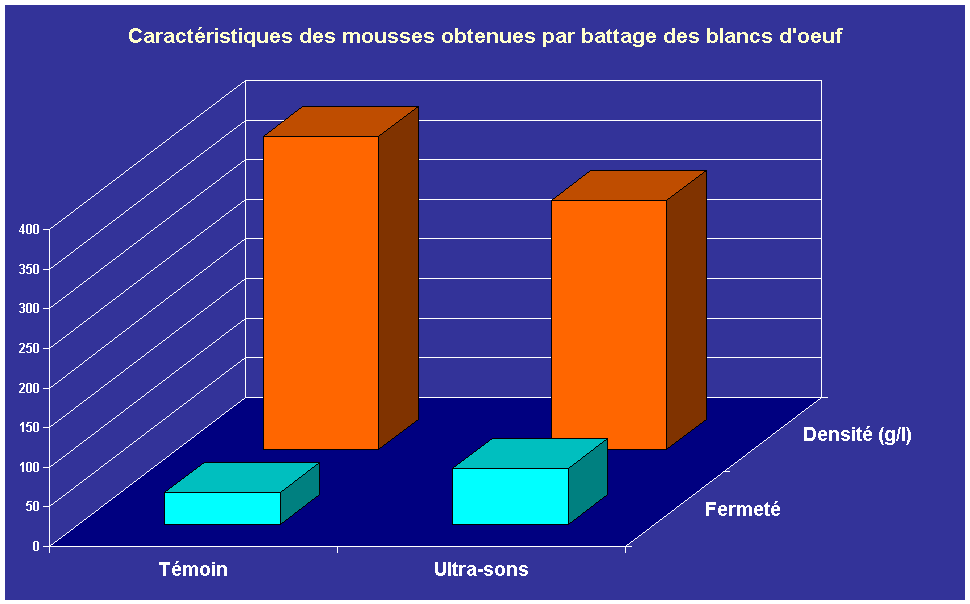 Caractéristiques des mousses obtenues par battage des blancs d'oeuf
400
350
300
250
200
150
100
50
0
Densité (g/l)
Fermeté
Témoin
Ultra-sons